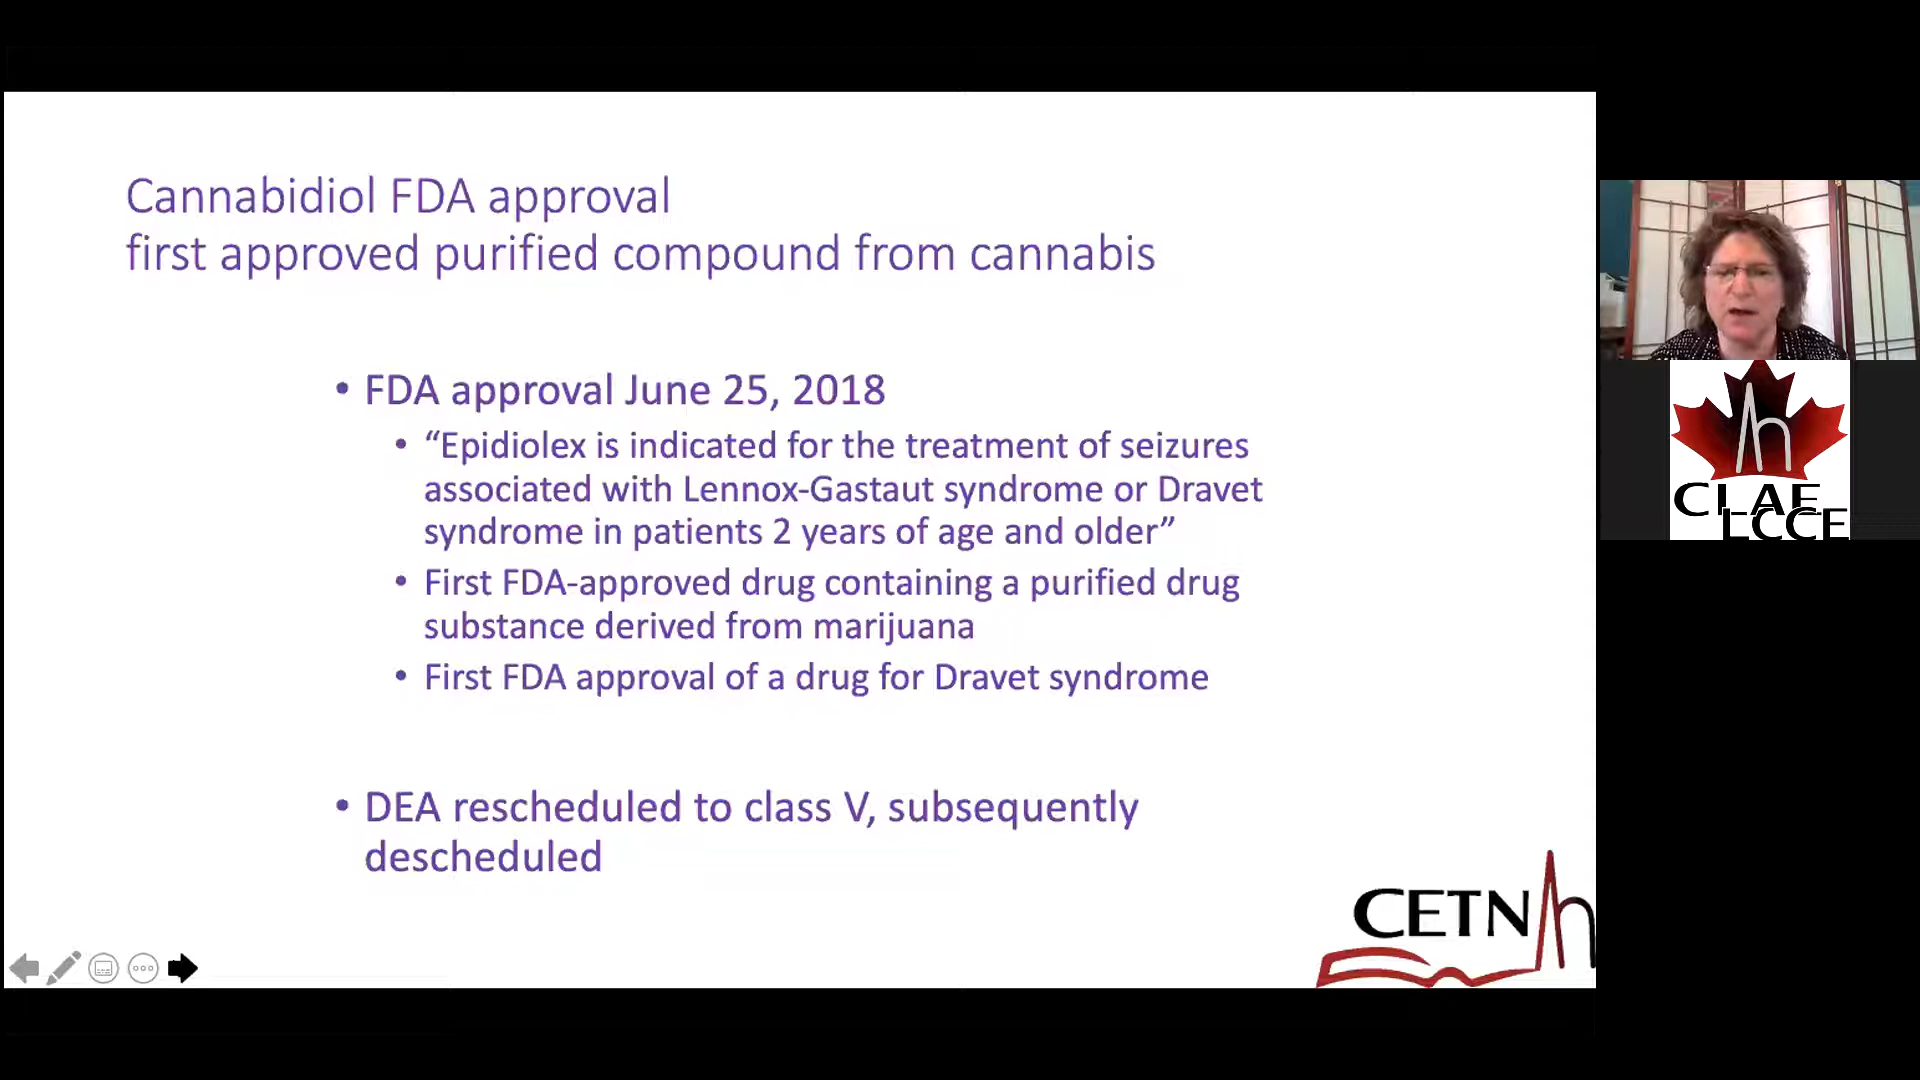 Cannabidiol FDA approval
first approved purified compound from cannabis
• FDA approval June 25, 2018
• “Epidiolex is indicated for the treatment of seizures
associated with Lennox-Gastaut syndrome or Dravet
syndrome in patients 2 years of age and older”
• First FDA-approved drug containing a purified drug
substance derived from marijuana
• First FDA approval of a drug for Dravet syndrome
• DEA rescheduled to class V, subsequently
descheduled
CETN
CLAE
LCCE